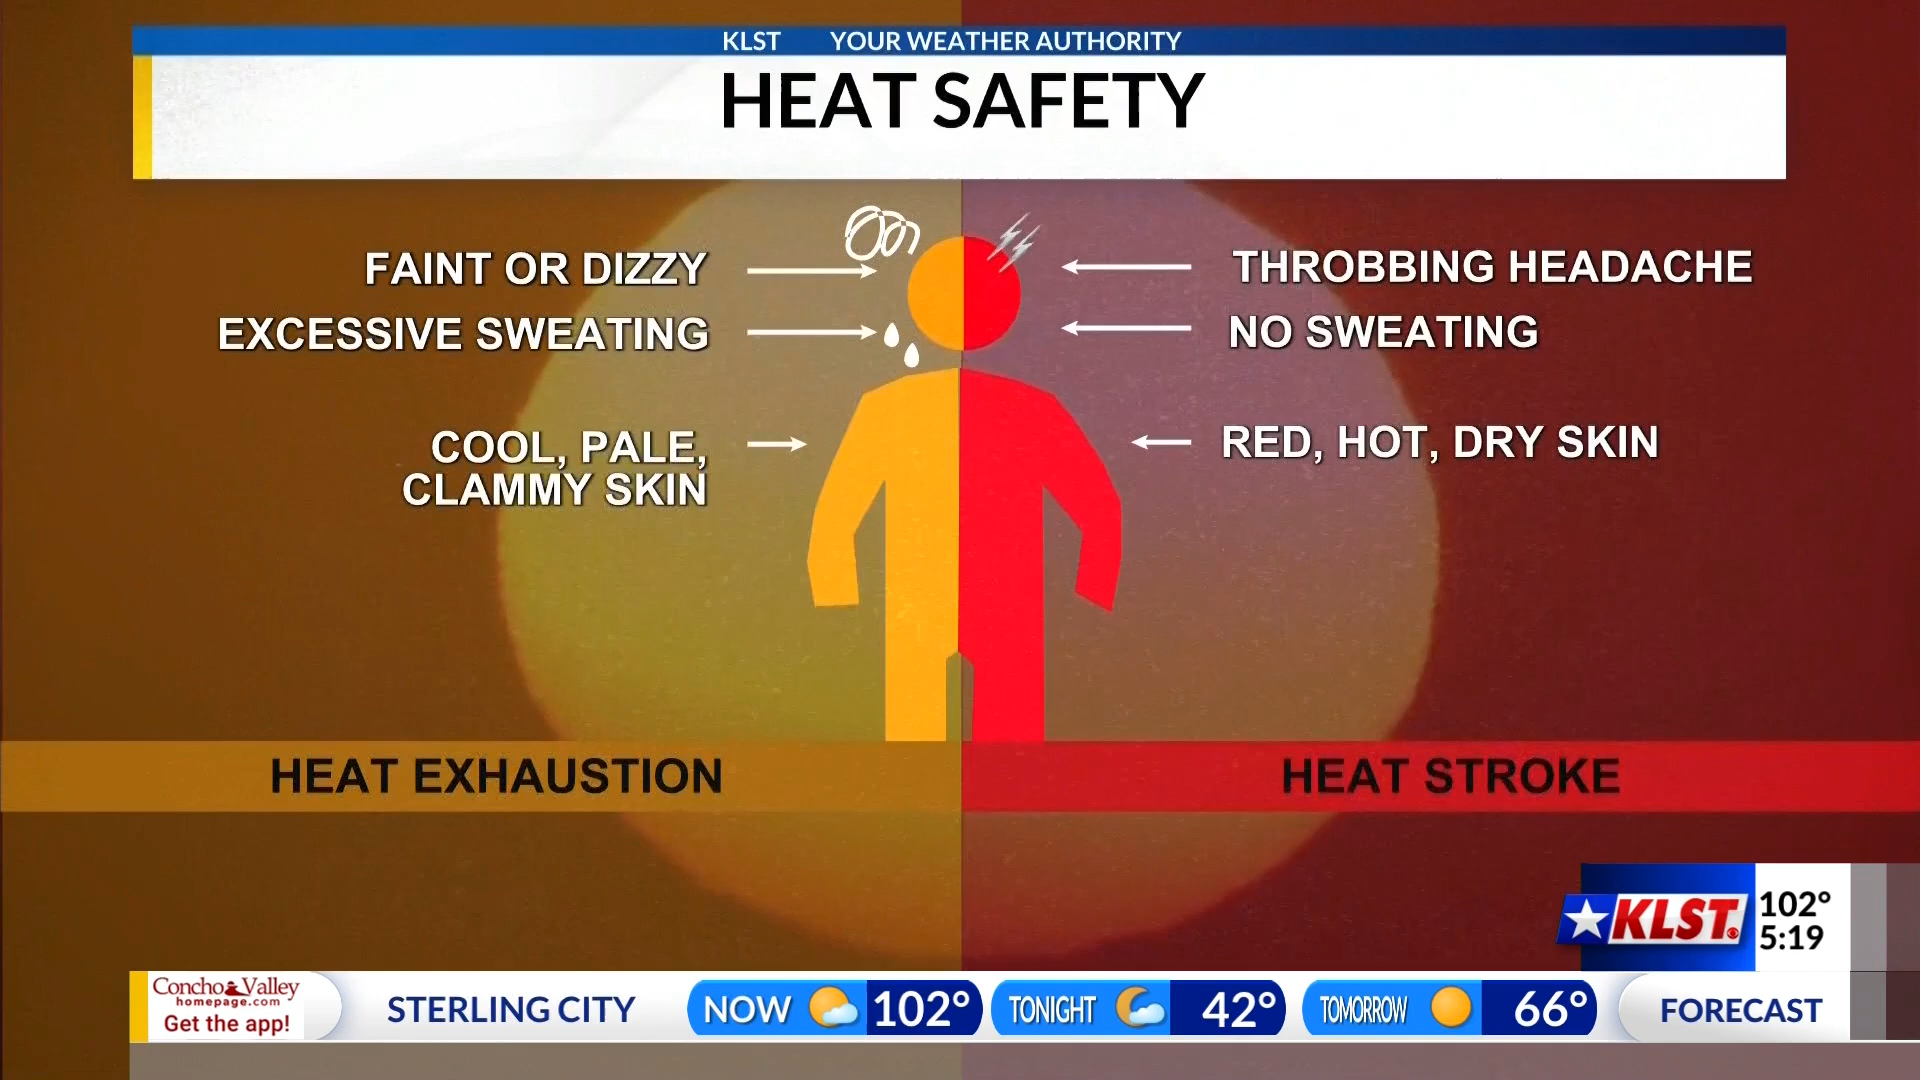 KLST YOUR WEATHER AUTHORITY
HEAT SAFETY
FAINT OR DIZZY
EXCESSIVE SWEATING
COOL, PALE,
CLAMMY SKIN
THROBBING HEADACHE
NO SWEATING
RED, HOT, DRY SKIN
HEAT EXHAUSTION
HEAT STROKE
KLST
102°
5:19
Concho Valley
homepage.com
Get the app!
STERLING CITY
NOW 102°
TONIGHT 42°
TOMORROW 66°
FORECAST